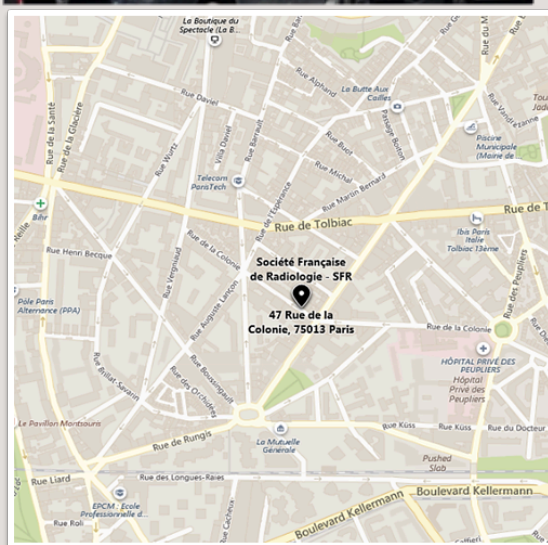 La Boutique du
Spectacle (La B...
Rue Daviel
Rue Alphand
La Butte Aux
Cailles
Rue Vandrezanne
Rue de la Santé
Rue de la Glacière
Rue Wurtz
Villa Daviel
Rue Barrault
Rue Buot
Passage Boiton
Piscine
Municipale
(Mairie de
Telecom
ParisTech
Rue Michal
Rue Martin Bernard
Rue de l'Espérance
Bihr
Rue de Tolbiac
Rue de T
Ibis Paris
Italie
Tolbiac 13ème
Rue Henri Becque
Rue Vergniaud
Rue de la Colonie
Société Française
de Radiologie - SFR
Rue des Peupliers
Pôle Paris
Alternance (PPA)
Rue Auguste Lançon
47 Rue de la
Colonie, 75013 Paris
Rue de la Colonie
HÔPITAL PRIVÉ DES
PEUPLIERS
Hôpital
Privé des
Peupliers
Rue Brillat-Savarin
Rue Boussingault
Rue des Orchidées
Le Pavillon Montsouris
Rue de Rungis
La Mutuelle
Générale
Rue Küss
Rue Küss
Rue du Docteur
Pushed
Slab
Rue Liard
Rue des Longues-Raies
Boulevard Kellermann
EPCM : Ecole
Professionelle d...
Rue Cacheux
Boulevard Kellermann
Rue Roli